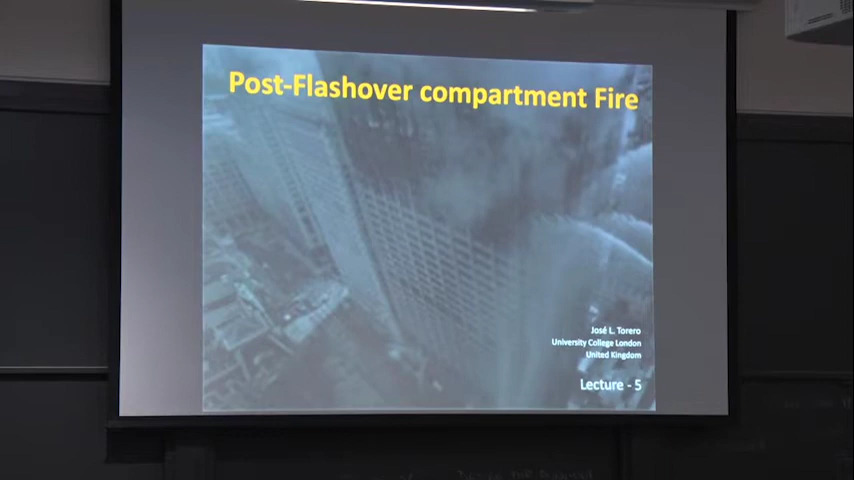 Post-Flashover compartment Fire
José L. Torero
University College London
United Kingdom
Lecture - 5